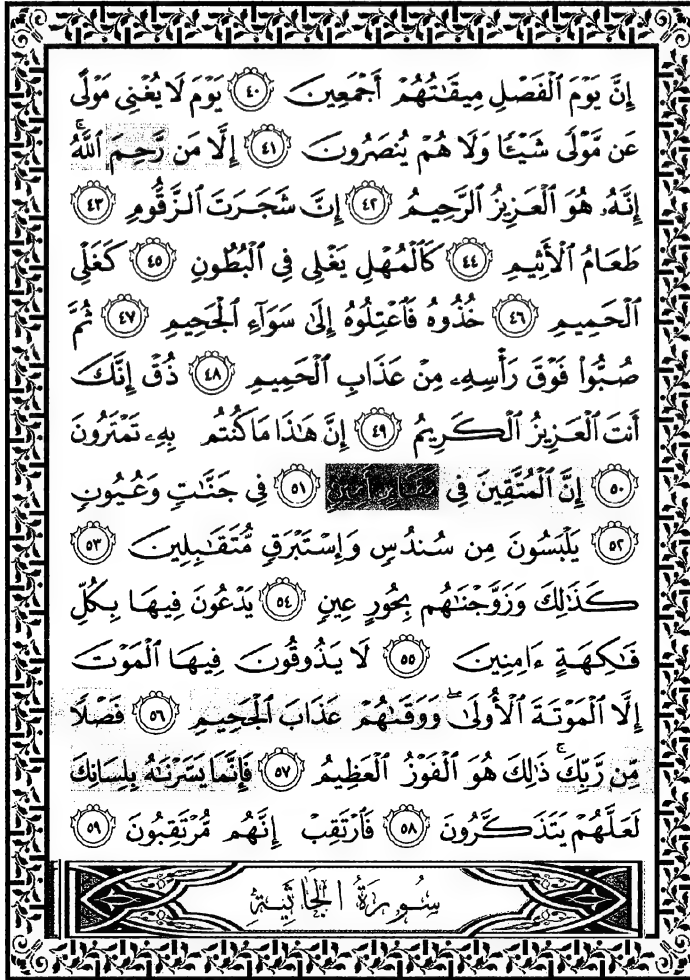 إِنَّ يَوْمَ ٱلْفَصْلِ مِيقَٰتُهُمْ أَجْمَعِينَ ٤٠ يَوْمَ لَا يُغْنِى مَوْلًى
عَن مَّوْلًى شَيْـًٔا وَلَا هُمْ يُنصَرُونَ ٤١ إِلَّا مَن رَّحِمَ ٱللَّهُ ۚ
إِنَّهُۥ هُوَ ٱلْعَزِيزُ ٱلرَّحِيمُ ٤٢ إِنَّ شَجَرَتَ ٱلزَّقُّومِ ٤٣
طَعَامُ ٱلْأَثِيمِ ٤٤ كَٱلْمُهْلِ يَغْلِى فِى ٱلْبُطُونِ ٤٥ كَغَلْىِ
ٱلْحَمِيمِ ٤٦ خُذُوهُ فَٱعْتِلُوهُ إِلَىٰ سَوَآءِ ٱلْجَحِيمِ ٤٧ ثُمَّ
صُبُّوا۟ فَوْقَ رَأْسِهِۦ مِنْ عَذَابِ ٱلْحَمِيمِ ٤٨ ذُقْ إِنَّكَ
أَنتَ ٱلْعَزِيزُ ٱلْكَرِيمُ ٤٩ إِنَّ هَٰذَا مَا كُنتُم بِهِۦ تَمْتَرُونَ
٥٠ إِنَّ ٱلْمُتَّقِينَ فِى مَقَامٍ أَمِينٍ ٥١ فِى جَنَّٰتٍ وَعُيُونٍ
٥٢ يَلْبَسُونَ مِن سُندُسٍ وَإِسْتَبْرَقٍ مُّتَقَٰبِلِينَ ٥٣
كَذَٰلِكَ وَزَوَّجْنَٰهُم بِحُورٍ عِينٍ ٥٤ يَدْعُونَ فِيهَا بِكُلِّ
فَٰكِهَةٍ ءَامِنِينَ ٥٥ لَا يَذُوقُونَ فِيهَا ٱلْمَوْتَ
إِلَّا ٱلْمَوْتَةَ ٱلْأُولَىٰ ۖ وَوَقَىٰهُمْ عَذَابَ ٱلْجَحِيمِ ٥٦ فَضْلًا
مِّن رَّبِّكَ ۚ ذَٰلِكَ هُوَ ٱلْفَوْزُ ٱلْعَظِيمُ ٥٧ فَإِنَّمَا يَسَّرْنَٰهُ بِلِسَانِكَ
لَعَلَّهُمْ يَتَذَكَّرُونَ ٥٨ فَٱرْتَقِبْ إِنَّهُم مُّرْتَقِبُونَ ٥٩
سُورَةُ الْجَاثِيَةِ